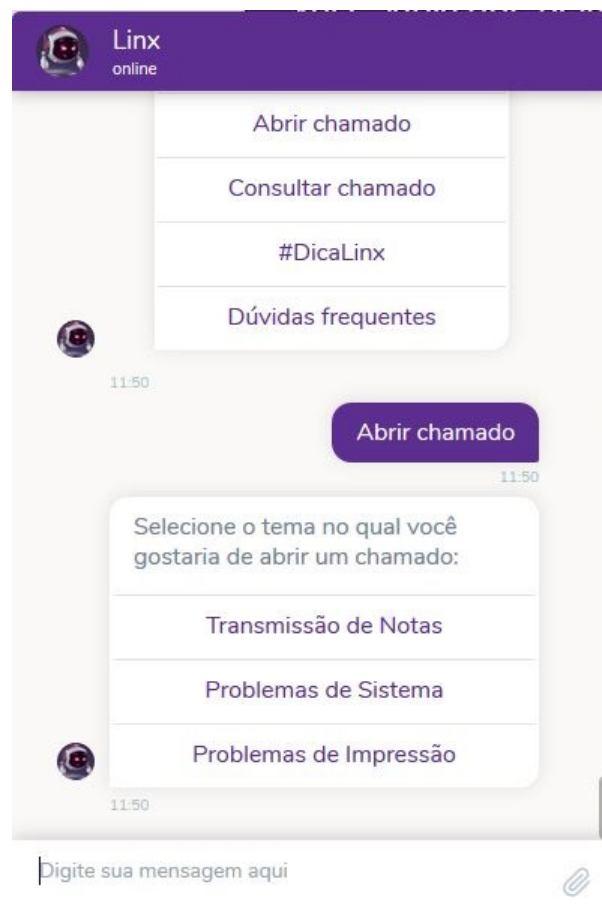 Linx
online
Abrir chamado
Consultar chamado
#DicaLinx
Dúvidas frequentes
11:50
Abrir chamado
11:50
Selecione o tema no qual você
gostaria de abrir um chamado:
Transmissão de Notas
Problemas de Sistema
Problemas de Impressão
11:50
Digite sua mensagem aqui